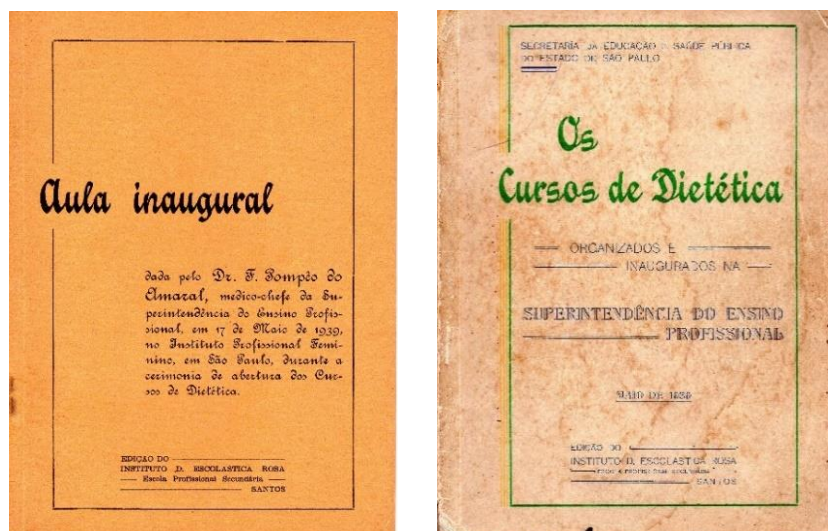 Aula inaugural
dada pelo Dr. F. Pompêo do
Amaral, medico-chefe da Su-
perintendência do Ensino Profis-
sional, em 17 de Maio de 1939,
no Instituto Profissional Femi-
nino, em São Paulo, durante a
cerimonia de abertura dos Cur-
sos de Dietética.
EDIÇÃO DO
INSTITUTO D. ESCOLASTICA ROSA
Escola Profissional Secundária
SANTOS
SECRETARIA DA EDUCAÇÃO E SAÚDE PÚBLICA
DO ESTADO DE SÃO PAULO
Os
Cursos de Dietética
ORGANIZADOS E
INAUGURADOS NA
SUPERINTENDÊNCIA DO ENSINO
PROFISSIONAL
MAIO DE 1939
EDIÇÃO DO
INSTITUTO D. ESCOLASTICA ROSA
SANTOS